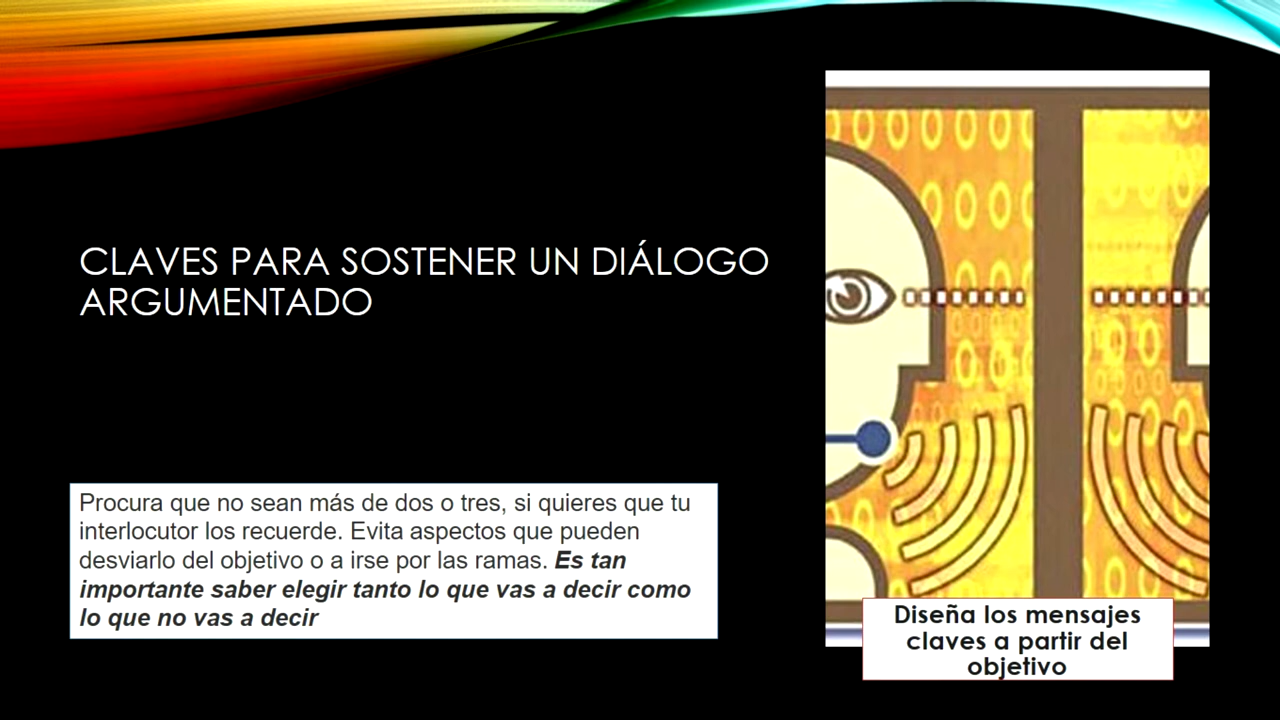 CLAVES PARA SOSTENER UN DIÁLOGO
ARGUMENTADO
Procura que no sean más de dos o tres, si quieres que tu
interlocutor los recuerde. Evita aspectos que pueden
desviarlo del objetivo o a irse por las ramas. Es tan
importante saber elegir tanto lo que vas a decir como
lo que no vas a decir
Diseña los mensajes
claves a partir del
objetivo